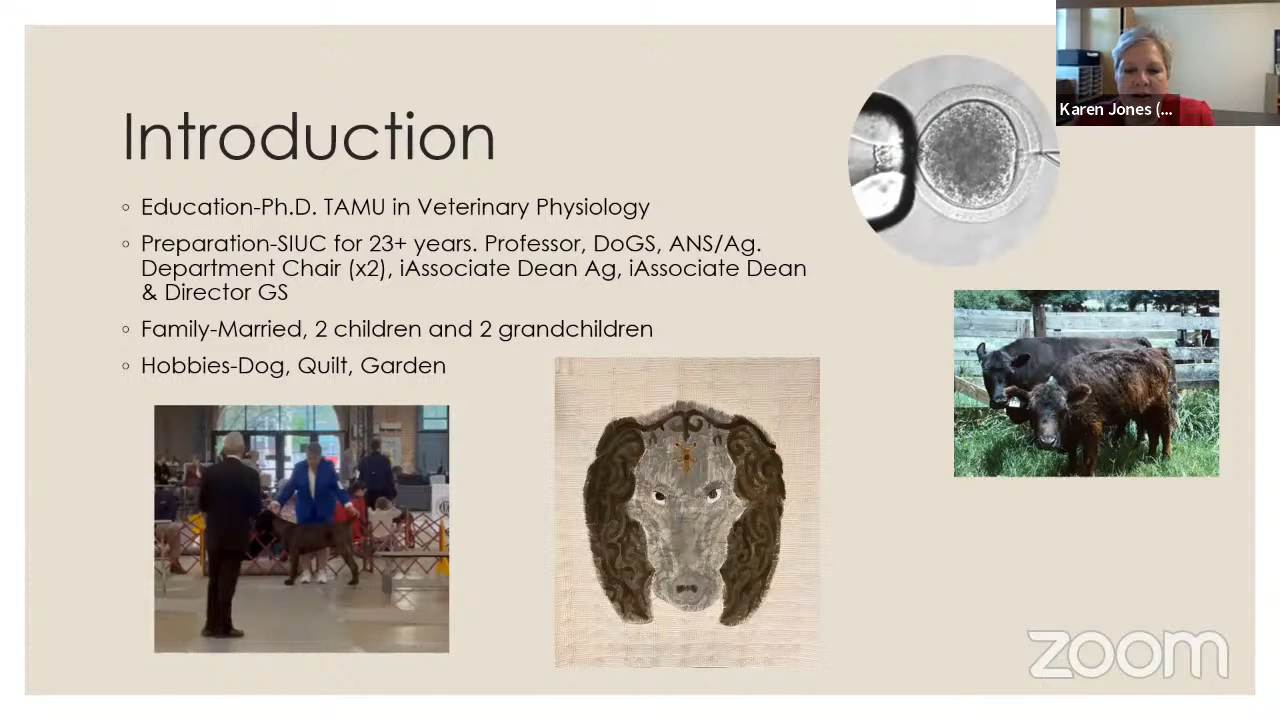 Karen Jones (...
Introduction
Education-Ph.D. TAMU in Veterinary Physiology
Preparation-SIUC for 23+ years. Professor, DoGS, ANS/Ag.
Department Chair (x2), iAssociate Dean Ag, iAssociate Dean
& Director GS
Family-Married, 2 children and 2 grandchildren
Hobbies-Dog, Quilt, Garden
zoom